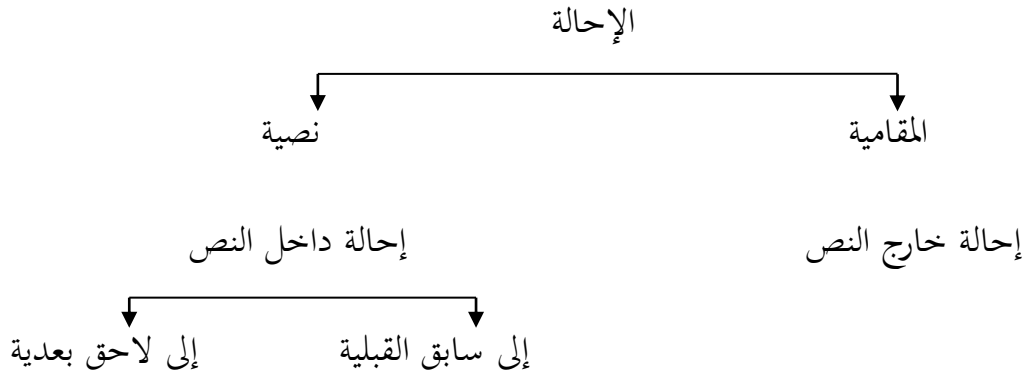 الإحالة
المقامية نصية
إحالة خارج النص إحالة داخل النص
إلى سابق القبلية إلى لاحق بعدية